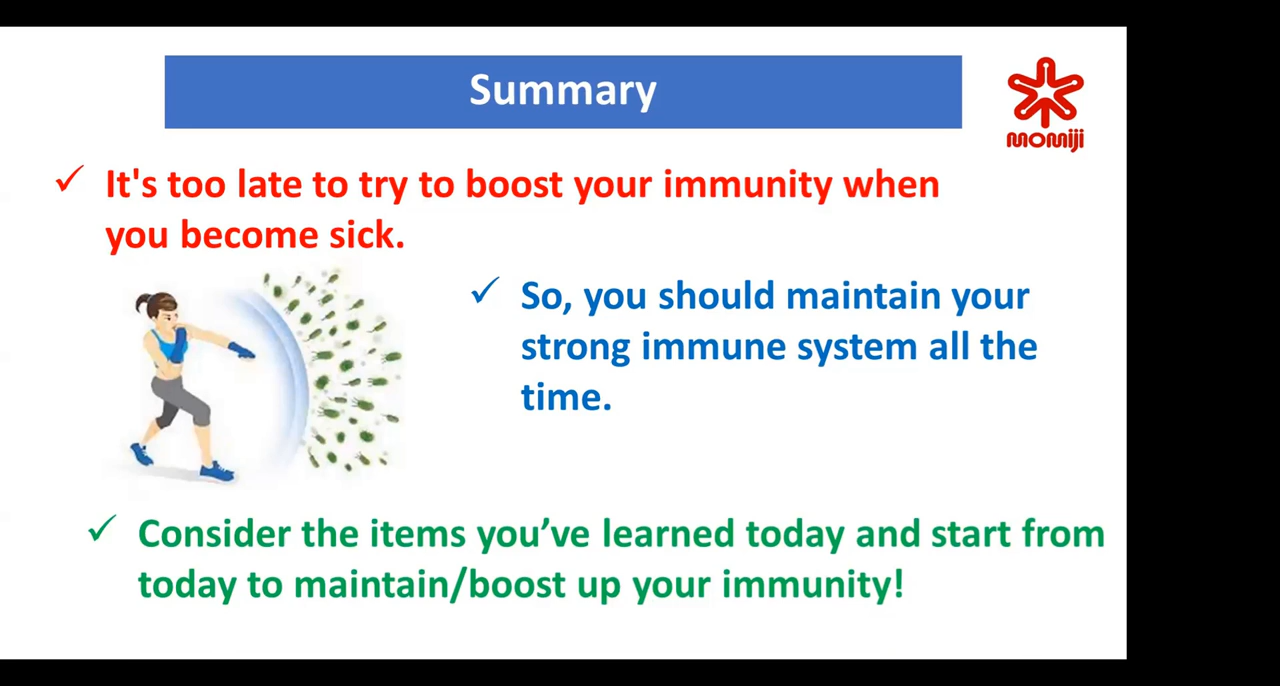 Summary
MOMIJI
✓ It's too late to try to boost your immunity when
you become sick.
✓ So, you should maintain your
strong immune system all the
time.
✓ Consider the items you’ve learned today and start from
today to maintain/boost up your immunity!